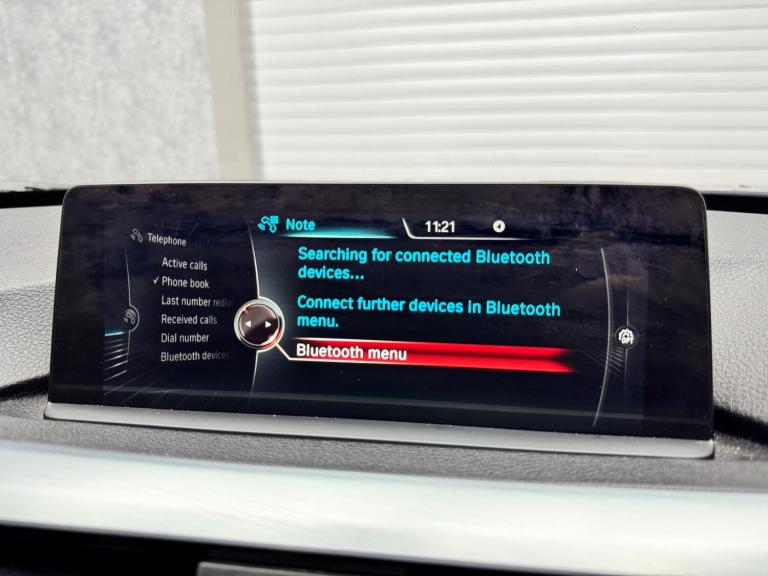 Note
11:21
Telephone
Active calls
✓ Phone book
Last number redia
Received calls
Dial number
Bluetooth devices
Searching for connected Bluetooth
devices...
Connect further devices in Bluetooth
menu.
Bluetooth menu